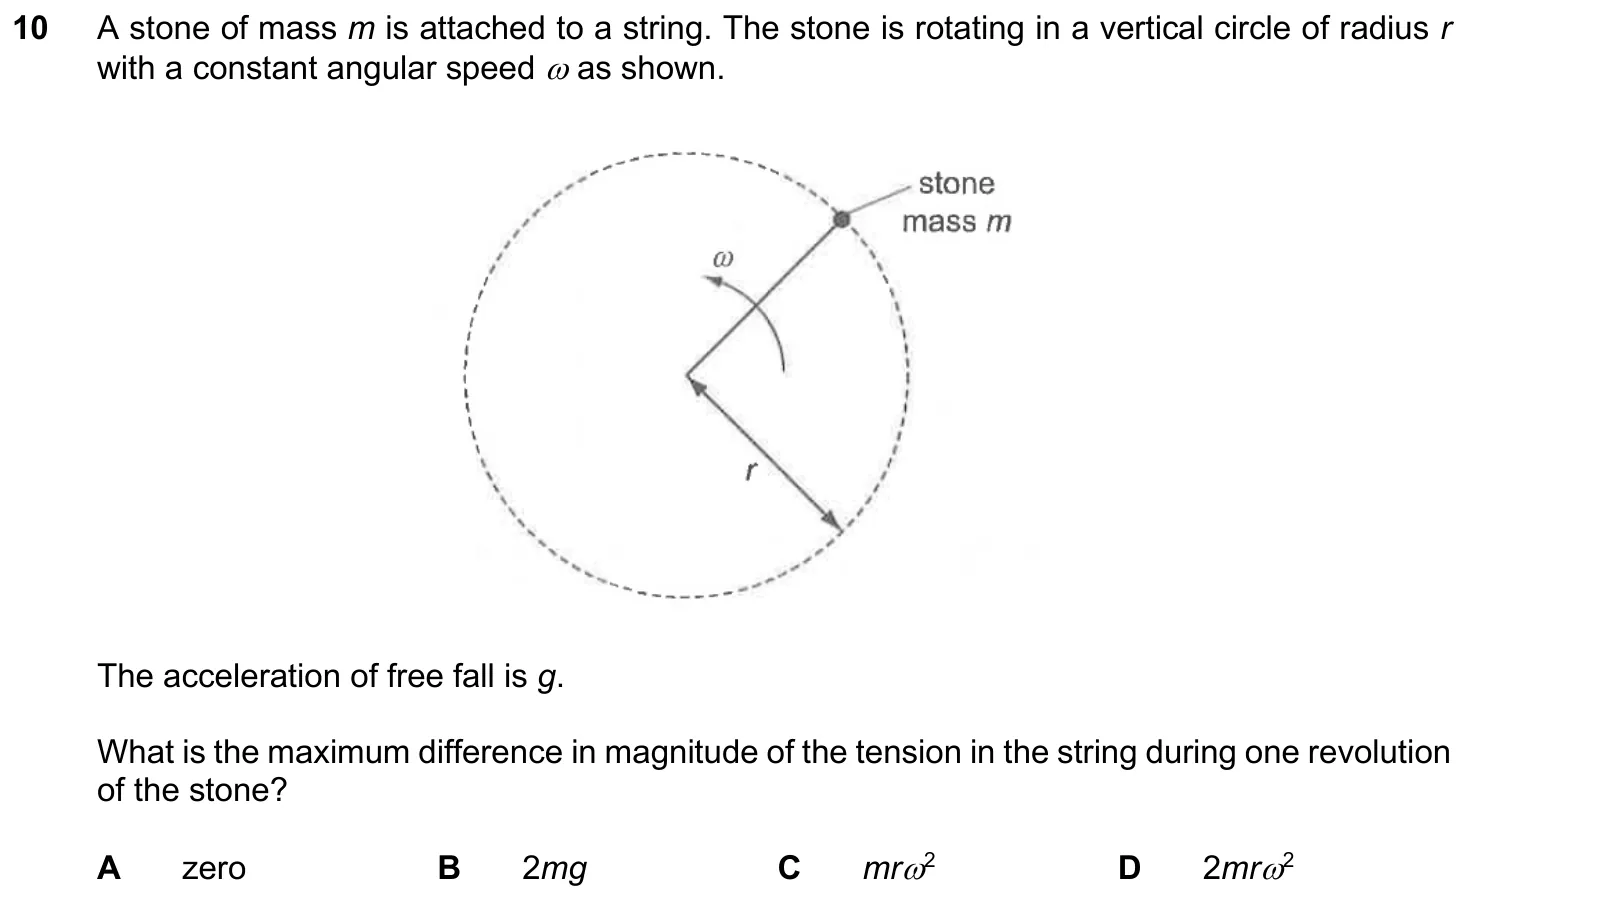 10 A stone of mass m is attached to a string. The stone is rotating in a vertical circle of radius r
with a constant angular speed ω as shown.
stone
mass m
ω
r
The acceleration of free fall is g.
What is the maximum difference in magnitude of the tension in the string during one revolution
of the stone?
A zero B 2mg C mrω² D 2mrω²